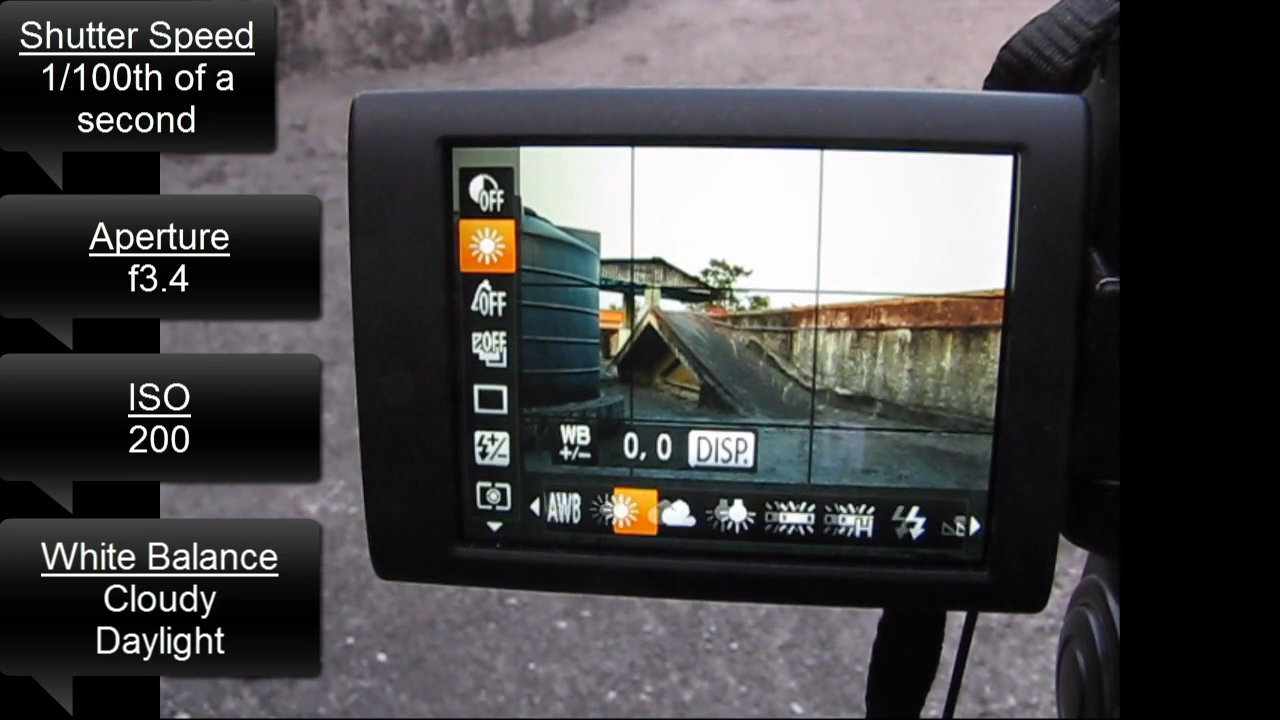 Shutter Speed
1/100th of a
second
Aperture
f3.4
ISO
200
White Balance
Cloudy
Daylight
OFF
OFF
OFF
WB
+/-
0, 0
DISP.
AWB
H